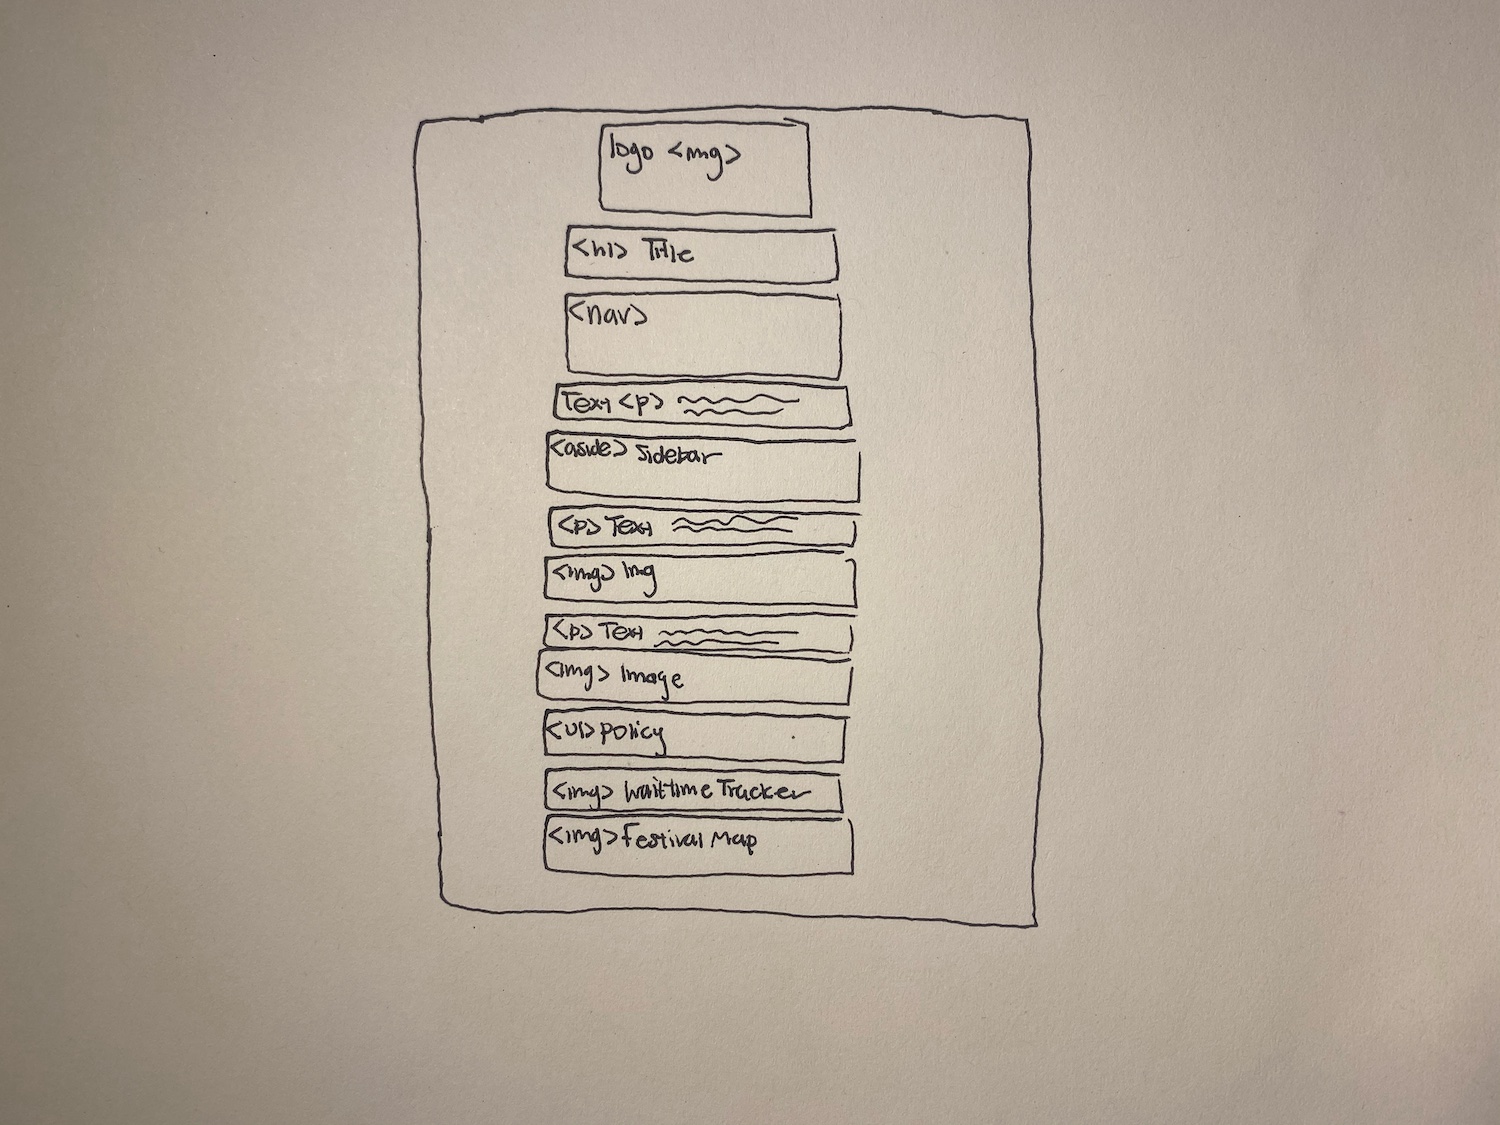 logo <img>
<h1> Title
<nav>
Text <p>
<aside> Sidebar
<p> Text
<img> Img
<p> Text
<img> Image
<ul> policy
<img> waittime Tracker
<img> Festival Map